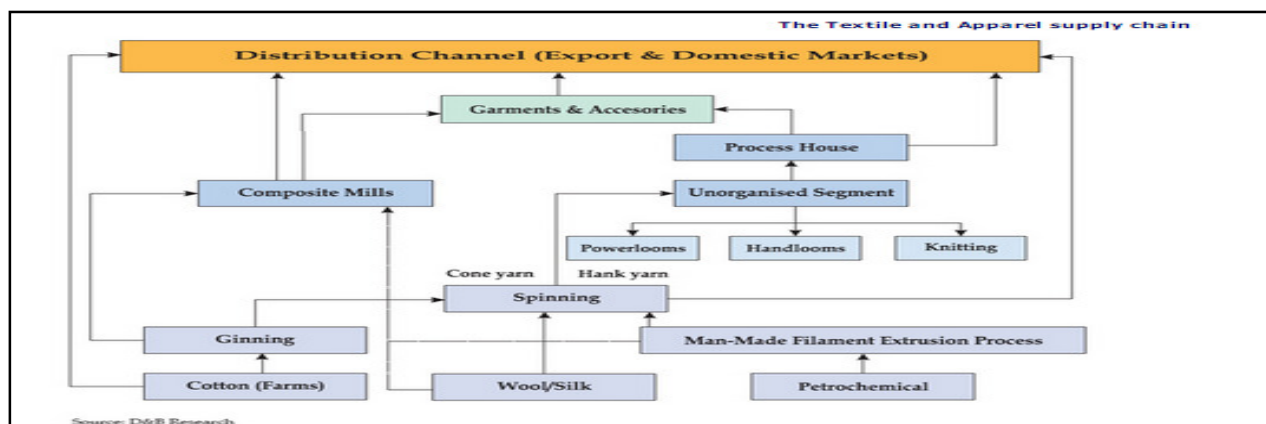 The Textile and Apparel supply chain
Distribution Channel (Export & Domestic Markets)
Garments & Accesories
Process House
Composite Mills
Unorganised Segment
Powerlooms
Handlooms
Knitting
Cone yarn
Hank yarn
Spinning
Ginning
Man-Made Filament Extrusion Process
Cotton (Farms)
Wool/Silk
Petrochemical
Source: D&B Research